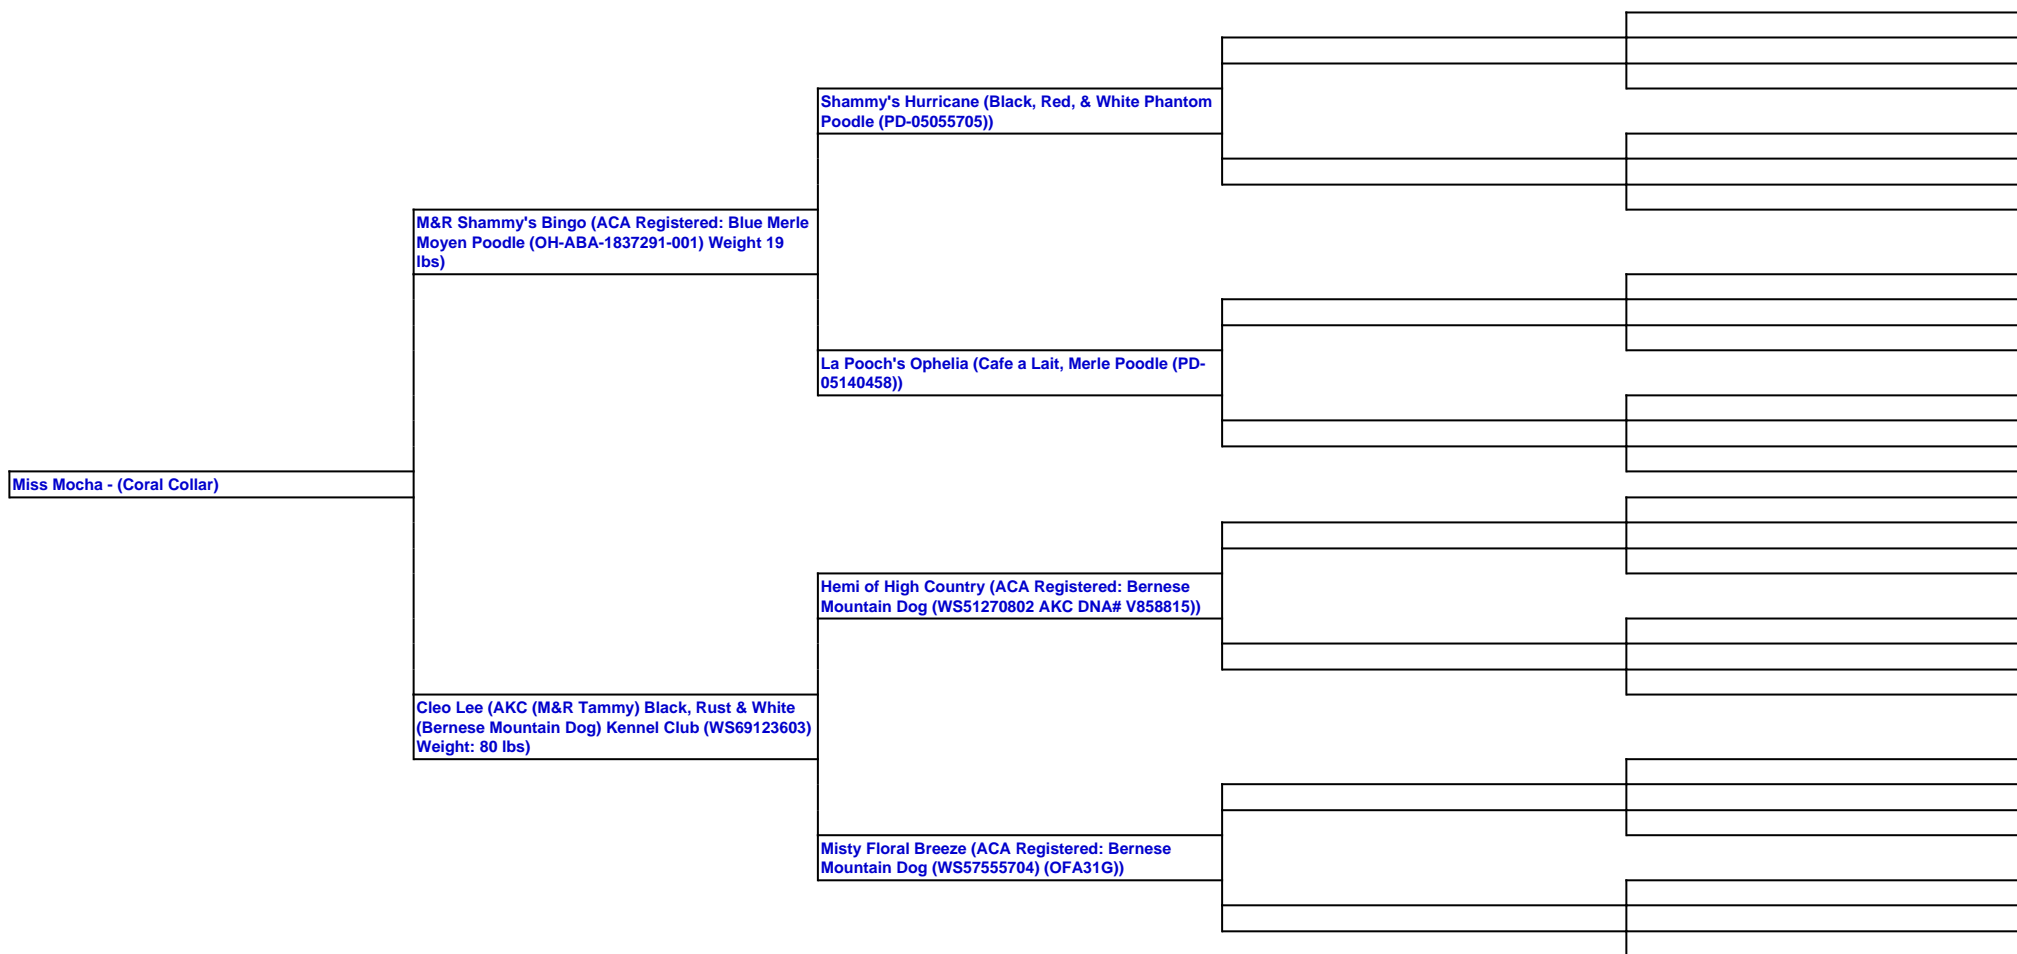 Shammy's Hurricane (Black, Red, & White Phantom
Poodle (PD-05055705))
M&R Shammy's Bingo (ACA Registered: Blue Merle
Moyen Poodle (OH-ABA-1837291-001) Weight 19
lbs)
La Pooch's Ophelia (Cafe a Lait, Merle Poodle (PD-
05140458))
Miss Mocha - (Coral Collar)
Hemi of High Country (ACA Registered: Bernese
Mountain Dog (WS51270802 AKC DNA# V858815))
Cleo Lee (AKC (M&R Tammy) Black, Rust & White
(Bernese Mountain Dog) Kennel Club (WS69123603)
Weight: 80 lbs)
Misty Floral Breeze (ACA Registered: Bernese
Mountain Dog (WS57555704) (OFA31G))